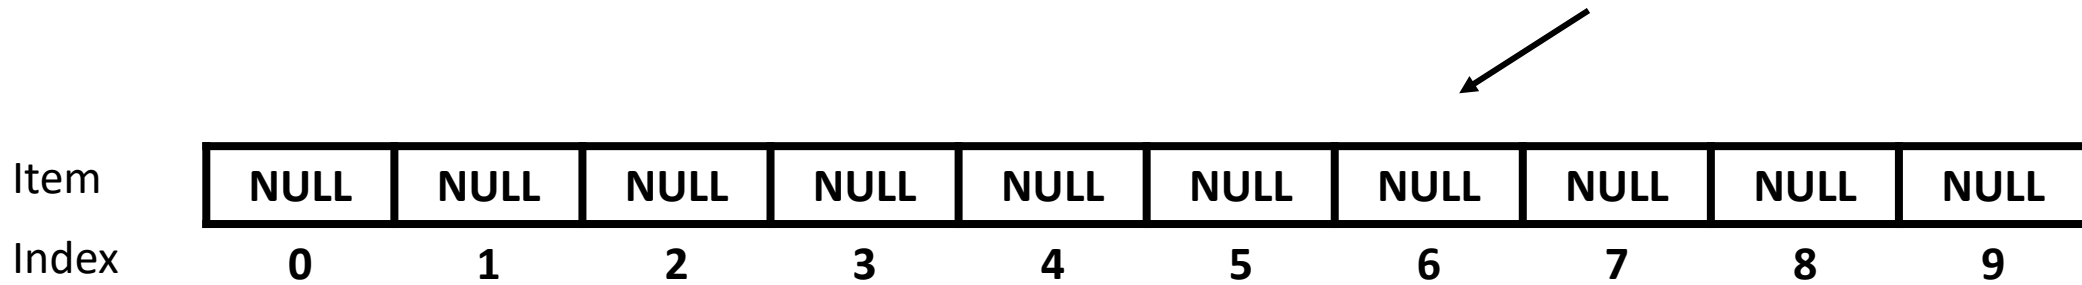 Item NULL NULL NULL NULL NULL NULL NULL NULL NULL NULL
Index 0 1 2 3 4 5 6 7 8 9